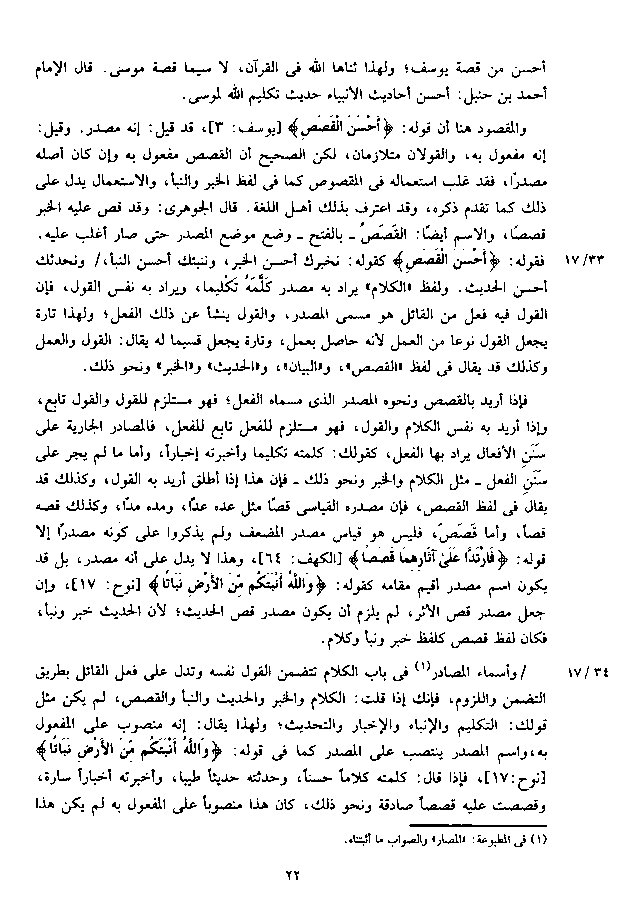 أحسن من قصة يوسف؛ ولهذا ثناها الله فى القرآن، لا سيما قصة موسى. قال الإمام
أحمد بن حنبل: أحسن أحاديث الأنبياء حديث تكليم الله لموسى.
والمقصود هنا أن قوله: ﴿أَحْسَنَ الْقَصَصِ﴾ [يوسف: ٣]، قد قيل: إنه مصدر. وقيل:
إنه مفعول به، والقولان متلازمان، لكن الصحيح أن القصص مفعول به وإن كان أصله
مصدرًا، فقد غلب استعماله فى المقصوص كما فى لفظ الخبر والنبأ، والاستعمال يدل على
ذلك كما تقدم ذكره، وقد اعترف بذلك أهل اللغة. قال الجوهرى: وقد قص عليه الخبر
قصصًا، والاسم أيضًا: القَصَصُ ـ بالفتح ـ وضع موضع المصدر حتى صار أغلب عليه.
١٧/٣٣ فقوله: ﴿أَحْسَنَ الْقَصَصِ﴾ كقوله: نخبرك أحسن الخبر، وننبئك أحسن النبأ،/ ونحدثك
أحسن الحديث. ولفظ «الكلام» يراد به مصدر كَلَّمَهُ تَكْلِيما، ويراد به نفس القول، فإن
القول فيه فعل من القائل هو مسمى المصدر، والقول ينشأ عن ذلك الفعل؛ ولهذا تارة
يجعل القول نوعا من العمل لأنه حاصل بعمل، وتارة يجعل قسيما له يقال: القول والعمل
وكذلك قد يقال فى لفظ «القصص»، و«البيان»، و«الحديث» و«الخبر» ونحو ذلك.
فإذا أريد بالقصص ونحوه المصدر الذى مسماه الفعل؛ فهو مستلزم للقول والقول تابع،
وإذا أريد به نفس الكلام والقول، فهو مستلزم للفعل تابع للفعل، فالمصادر الجارية على
سَنَنِ الأفعال يراد بها الفعل، كقولك: كلمته تكليما وأخبرته إخباراً، وأما ما لم يجر على
سَنَنِ الفعل ـ مثل الكلام والخبر ونحو ذلك ـ فإن هذا إذا أطلق أريد به القول، وكذلك قد
يقال فى لفظ القصص، فإن مصدره القياسى قصًا مثل عده عدًا، ومده مدًا، وكذلك قصه
قصاً، وأما قَصَصٌ، فليس هو قياس مصدر المضعف ولم يذكروا على كونه مصدرًا إلا
قوله: ﴿فَارْتَدَّا عَلَىٰ آثَارِهِمَا قَصَصًا﴾ [الكهف: ٦٤]، وهذا لا يدل على أنه مصدر، بل قد
يكون اسم مصدر أقيم مقامه كقوله: ﴿وَاللَّهُ أَنْبَتَكُم مِّنَ الأَرْضِ نَبَاتًا﴾ [نوح: ١٧]، وإن
جعل مصدر قص الأثر، لم يلزم أن يكون مصدر قص الحديث؛ لأن الحديث خبر ونبأ،
فكان لفظ قصص كلفظ خبر ونبأ وكلام.
١٧/٣٤ / وأسماء المصادر(١) فى باب الكلام تتضمن القول نفسه وتدل على فعل القائل بطريق
التضمن واللزوم، فإنك إذا قلت: الكلام والخبر والحديث والنبأ والقصص، لم يكن مثل
قولك: التكليم والإنباء والإخبار والتحديث؛ ولهذا يقال: إنه منصوب على المفعول
به، واسم المصدر ينتصب على المصدر كما فى قوله: ﴿وَاللَّهُ أَنْبَتَكُم مِّنَ الأَرْضِ نَبَاتًا﴾
[نوح:١٧]، فإذا قال: كلمته كلاماً حسناً، وحدثته حديثاً طيبا، وأخبرته أخباراً سارة،
وقصصت عليه قصصاً صادقة ونحو ذلك، كان هذا منصوباً على المفعول به لم يكن هذا
(١) فى المطبوعة: «المصار» والصواب ما أثبتناه.
٢٢